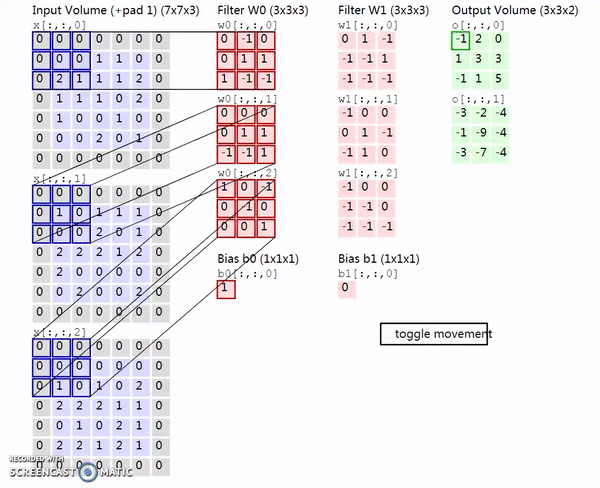 Input Volume (+pad 1) (7x7x3)
x[:,:,0]
0 0 0 0 0 0 0
0 0 0 1 1 0 0
0 2 1 1 1 2 0
0 1 1 1 0 2 0
0 1 0 0 1 0 0
0 0 0 2 0 1 0
0 0 0 0 0 0 0
x[:,:,1]
0 0 0 0 0 0 0
0 1 0 1 1 1 0
0 0 0 2 0 1 0
0 2 2 2 1 2 0
0 2 0 0 2 0 0
0 0 0 0 0 0 0
x[:,:,2]
0 0 0 0 0 0 0
0 0 0 0 0 0 0
0 1 0 1 0 2 0
0 2 2 2 1 1 0
0 0 1 0 2 1 0
0 2 2 1 2 1 0
0 0 0 0 0 0 0
Filter W0 (3x3x3)
w0[:,:,0]
0 -1 0
0 1 1
1 -1 -1
w0[:,:,1]
0 0 0
0 1 1
-1 -1 1
w0[:,:,2]
1 0 -1
0 1 0
0 0 1
Bias b0 (1x1x1)
b0[:,:,0]
1
Filter W1 (3x3x3)
w1[:,:,0]
0 1 -1
-1 -1 1
-1 -1 -1
w1[:,:,1]
-1 0 0
0 1 -1
-1 1 0
w1[:,:,2]
-1 0 0
-1 -1 0
-1 -1 -1
Bias b1 (1x1x1)
b1[:,:,0]
0
Output Volume (3x3x2)
o[:,:,0]
-1 2 0
1 3 3
-1 1 5
o[:,:,1]
-3 -2 -4
-1 -9 -4
-3 -7 -4
toggle movement
RECORDED WITH
SCREENCAST MATIC